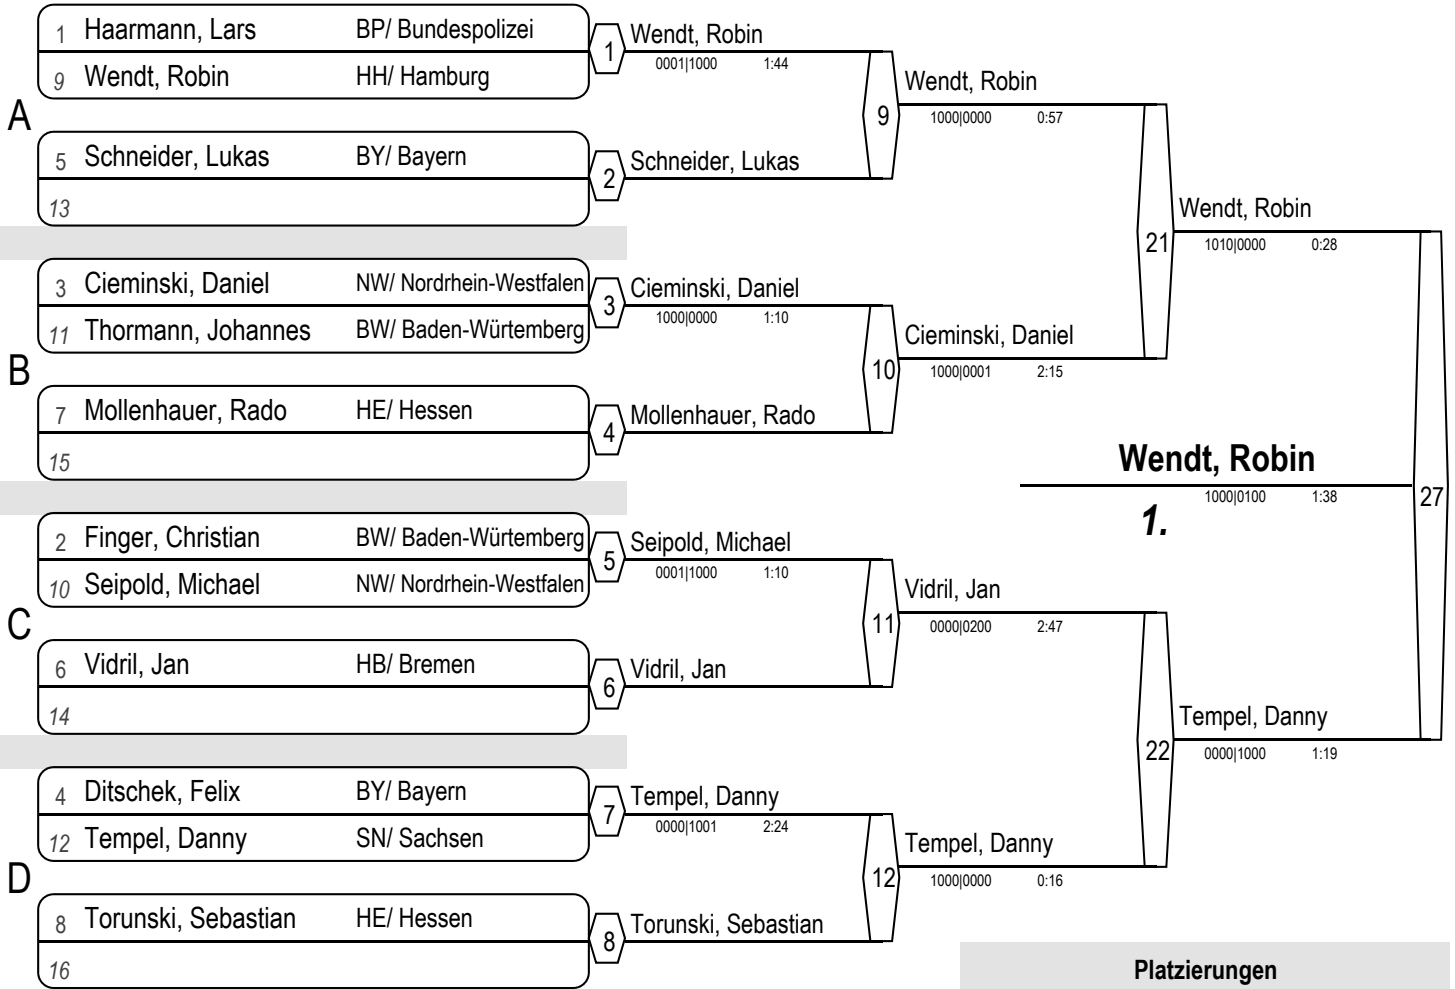 1 Haarmann, Lars BP/ Bundespolizei
9 Wendt, Robin HH/ Hamburg
1 Wendt, Robin
0001|1000 1:44
A
5 Schneider, Lukas BY/ Bayern
13
2 Schneider, Lukas
9 Wendt, Robin
1000|0000 0:57
3 Cieminski, Daniel NW/ Nordrhein-Westfalen
11 Thormann, Johannes BW/ Baden-Würtemberg
3 Cieminski, Daniel
1000|0000 1:10
B
7 Mollenhauer, Rado HE/ Hessen
15
4 Mollenhauer, Rado
10 Cieminski, Daniel
1000|0001 2:15
21 Wendt, Robin
1010|0000 0:28
2 Finger, Christian BW/ Baden-Würtemberg
10 Seipold, Michael NW/ Nordrhein-Westfalen
5 Seipold, Michael
0001|1000 1:10
C
6 Vidril, Jan HB/ Bremen
14
6 Vidril, Jan
11 Vidril, Jan
0000|0200 2:47
4 Ditschek, Felix BY/ Bayern
12 Tempel, Danny SN/ Sachsen
7 Tempel, Danny
0000|1001 2:24
D
8 Torunski, Sebastian HE/ Hessen
16
8 Torunski, Sebastian
12 Tempel, Danny
1000|0000 0:16
22 Tempel, Danny
0000|1000 1:19
27
Wendt, Robin
1000|0100 1:38
1.
Platzierungen